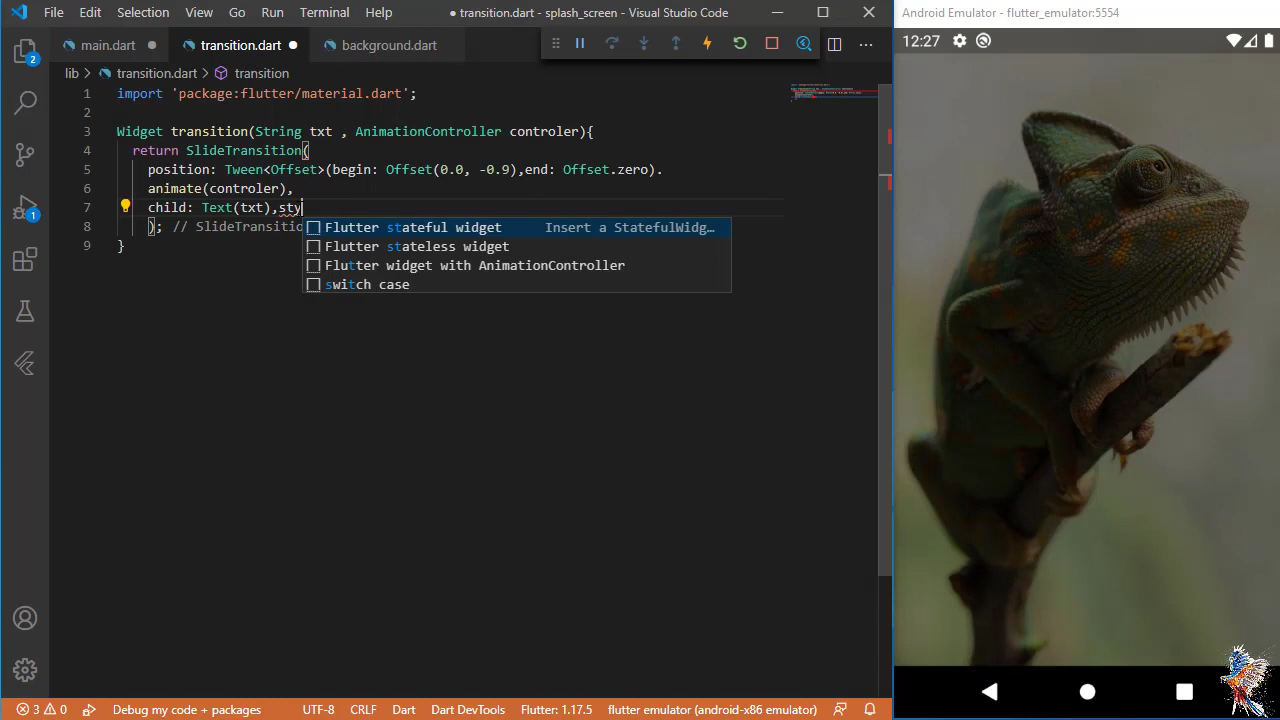 File Edit Selection View Go Run Terminal Help
● transition.dart - splash_screen - Visual Studio Code
Android Emulator - flutter_emulator:5554
12:27
main.dart transition.dart background.dart
lib > transition.dart > transition
1 import 'package:flutter/material.dart';
2
3 Widget transition(String txt , AnimationController controler){
4 return SlideTransition(
5 position: Tween<Offset>(begin: Offset(0.0, -0.9),end: Offset.zero).
6 animate(controler),
7 child: Text(txt),sty
8 ); // SlideTransitio
9 }
Flutter stateful widget Insert a StatefulWidg…
Flutter stateless widget
Flutter widget with AnimationController
switch case
2
1
3 0 Debug my code + packages UTF-8 CRLF Dart Dart DevTools Flutter: 1.17.5 flutter emulator (android-x86 emulator)